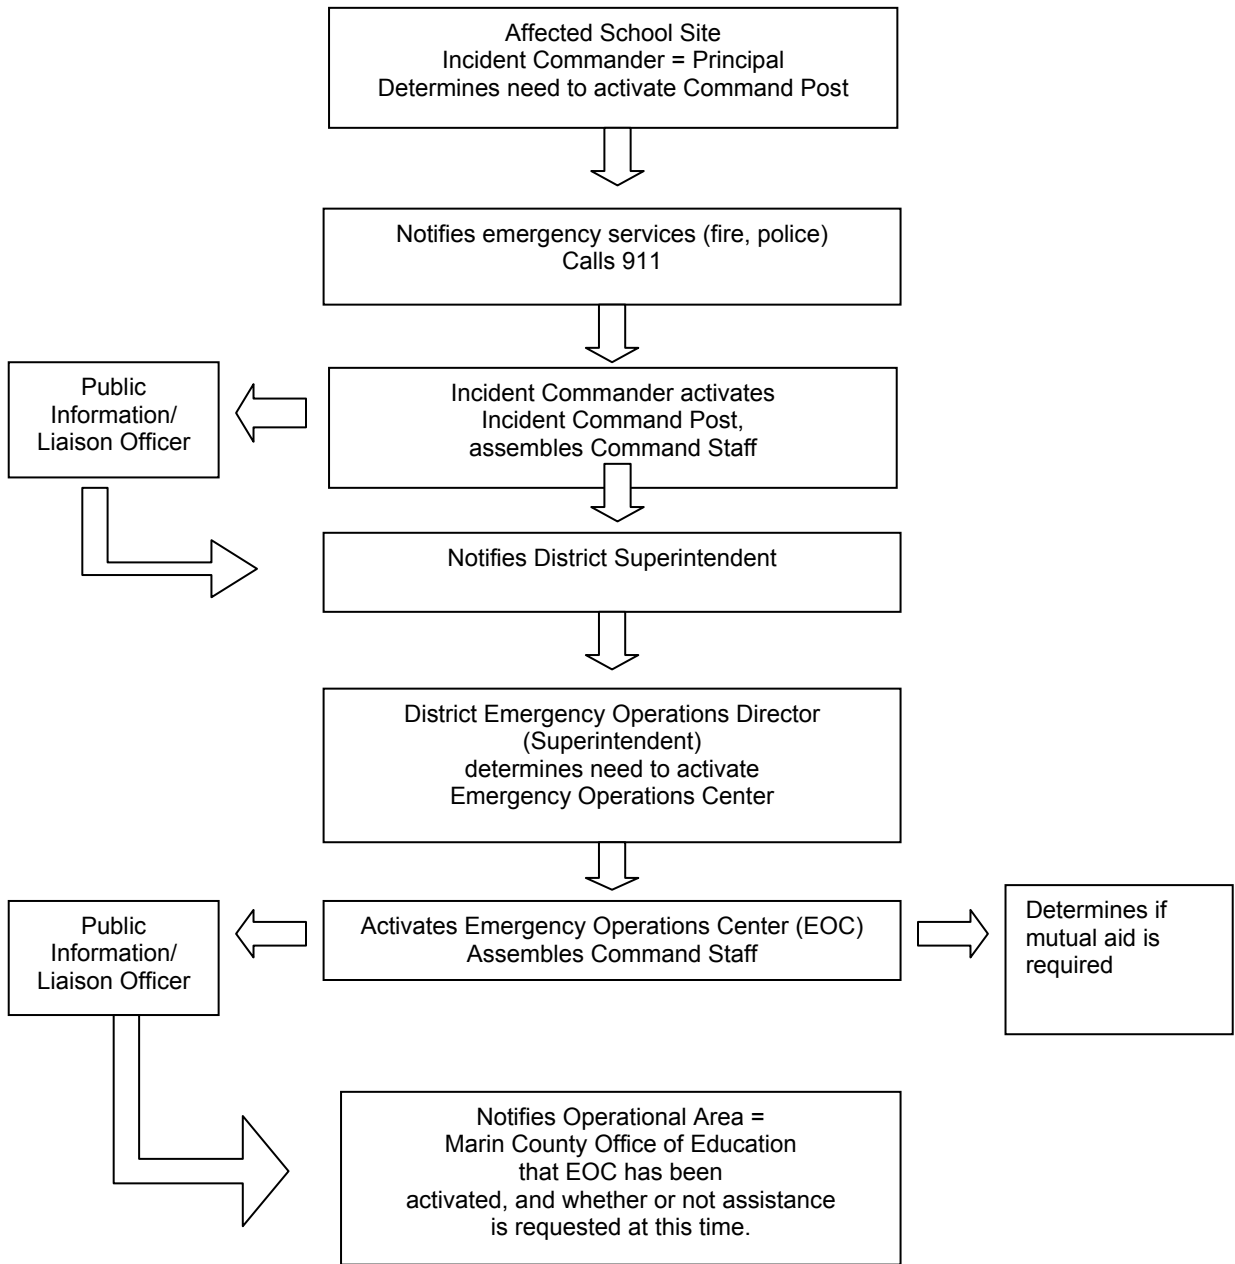 Affected School Site
Incident Commander = Principal
Determines need to activate Command Post
Notifies emergency services (fire, police)
Calls 911
Public
Information/
Liaison Officer
Incident Commander activates
Incident Command Post,
assembles Command Staff
Notifies District Superintendent
District Emergency Operations Director
(Superintendent)
determines need to activate
Emergency Operations Center
Public
Information/
Liaison Officer
Activates Emergency Operations Center (EOC)
Assembles Command Staff
Determines if
mutual aid is
required
Notifies Operational Area =
Marin County Office of Education
that EOC has been
activated, and whether or not assistance
is requested at this time.